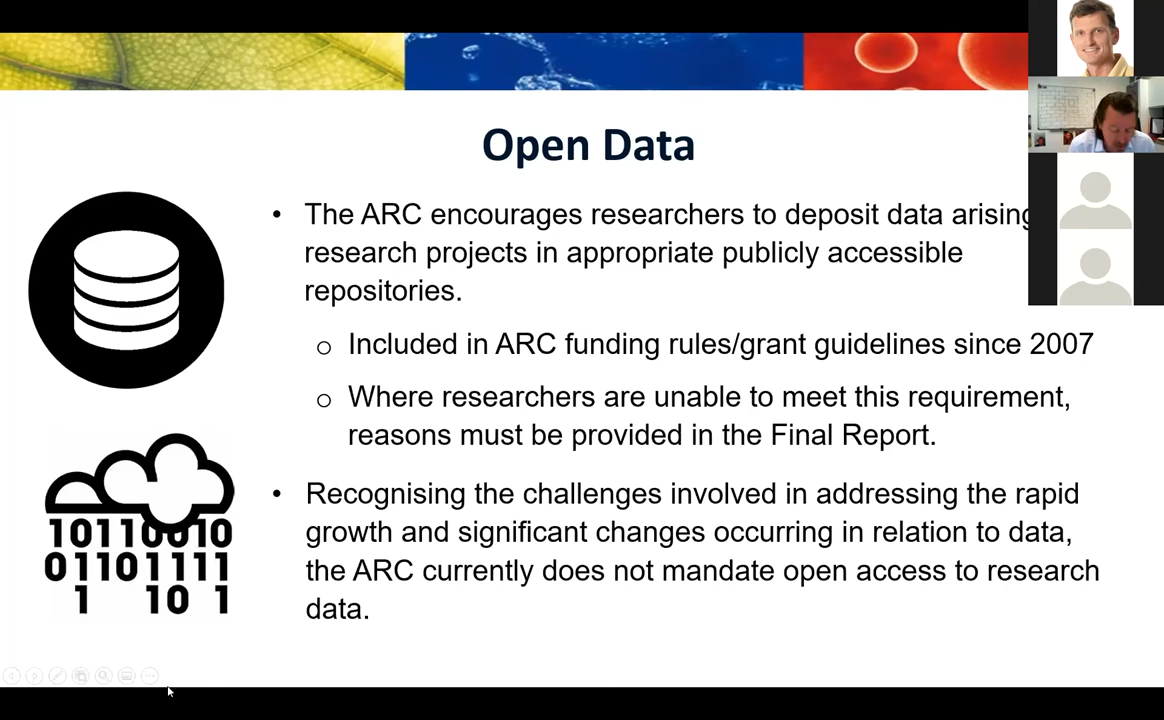 Open Data
• The ARC encourages researchers to deposit data arising
research projects in appropriate publicly accessible
repositories.
o Included in ARC funding rules/grant guidelines since 2007
o Where researchers are unable to meet this requirement,
reasons must be provided in the Final Report.
• Recognising the challenges involved in addressing the rapid
growth and significant changes occurring in relation to data,
the ARC currently does not mandate open access to research
data.
10110010
01101111
1 10 1